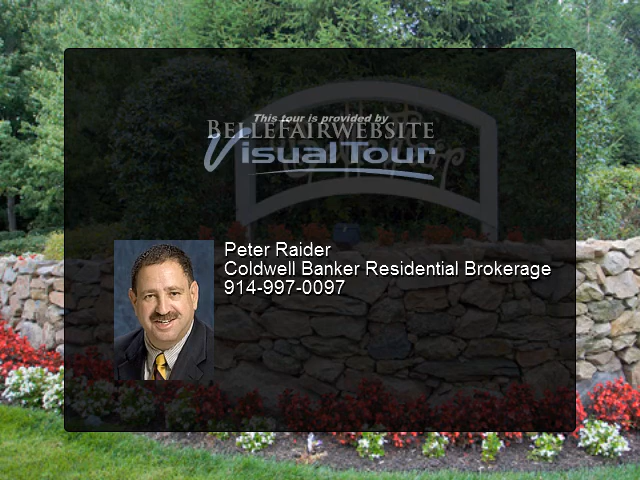 This tour is provided by
BELLEFAIRWEBSITE
VisualTour
Peter Raider
Coldwell Banker Residential Brokerage
914-997-0097